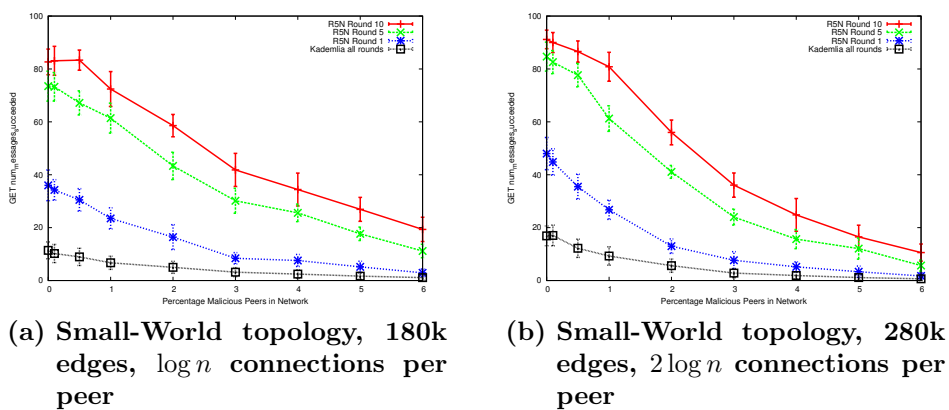 100
80
60
40
20
0
0 1 2 3 4 5 6
GET num_messages_succeeded
Percentage Malicious Peers in Network
R5N Round 10
R5N Round 5
R5N Round 1
Kademlia all rounds
(a) Small-World topology, 180k
edges, log n connections per
peer
100
80
60
40
20
0
0 1 2 3 4 5 6
GET num_messages_succeeded
Percentage Malicious Peers in Network
R5N Round 10
R5N Round 5
R5N Round 1
Kademlia all rounds
(b) Small-World topology, 280k
edges, 2 log n connections per
peer